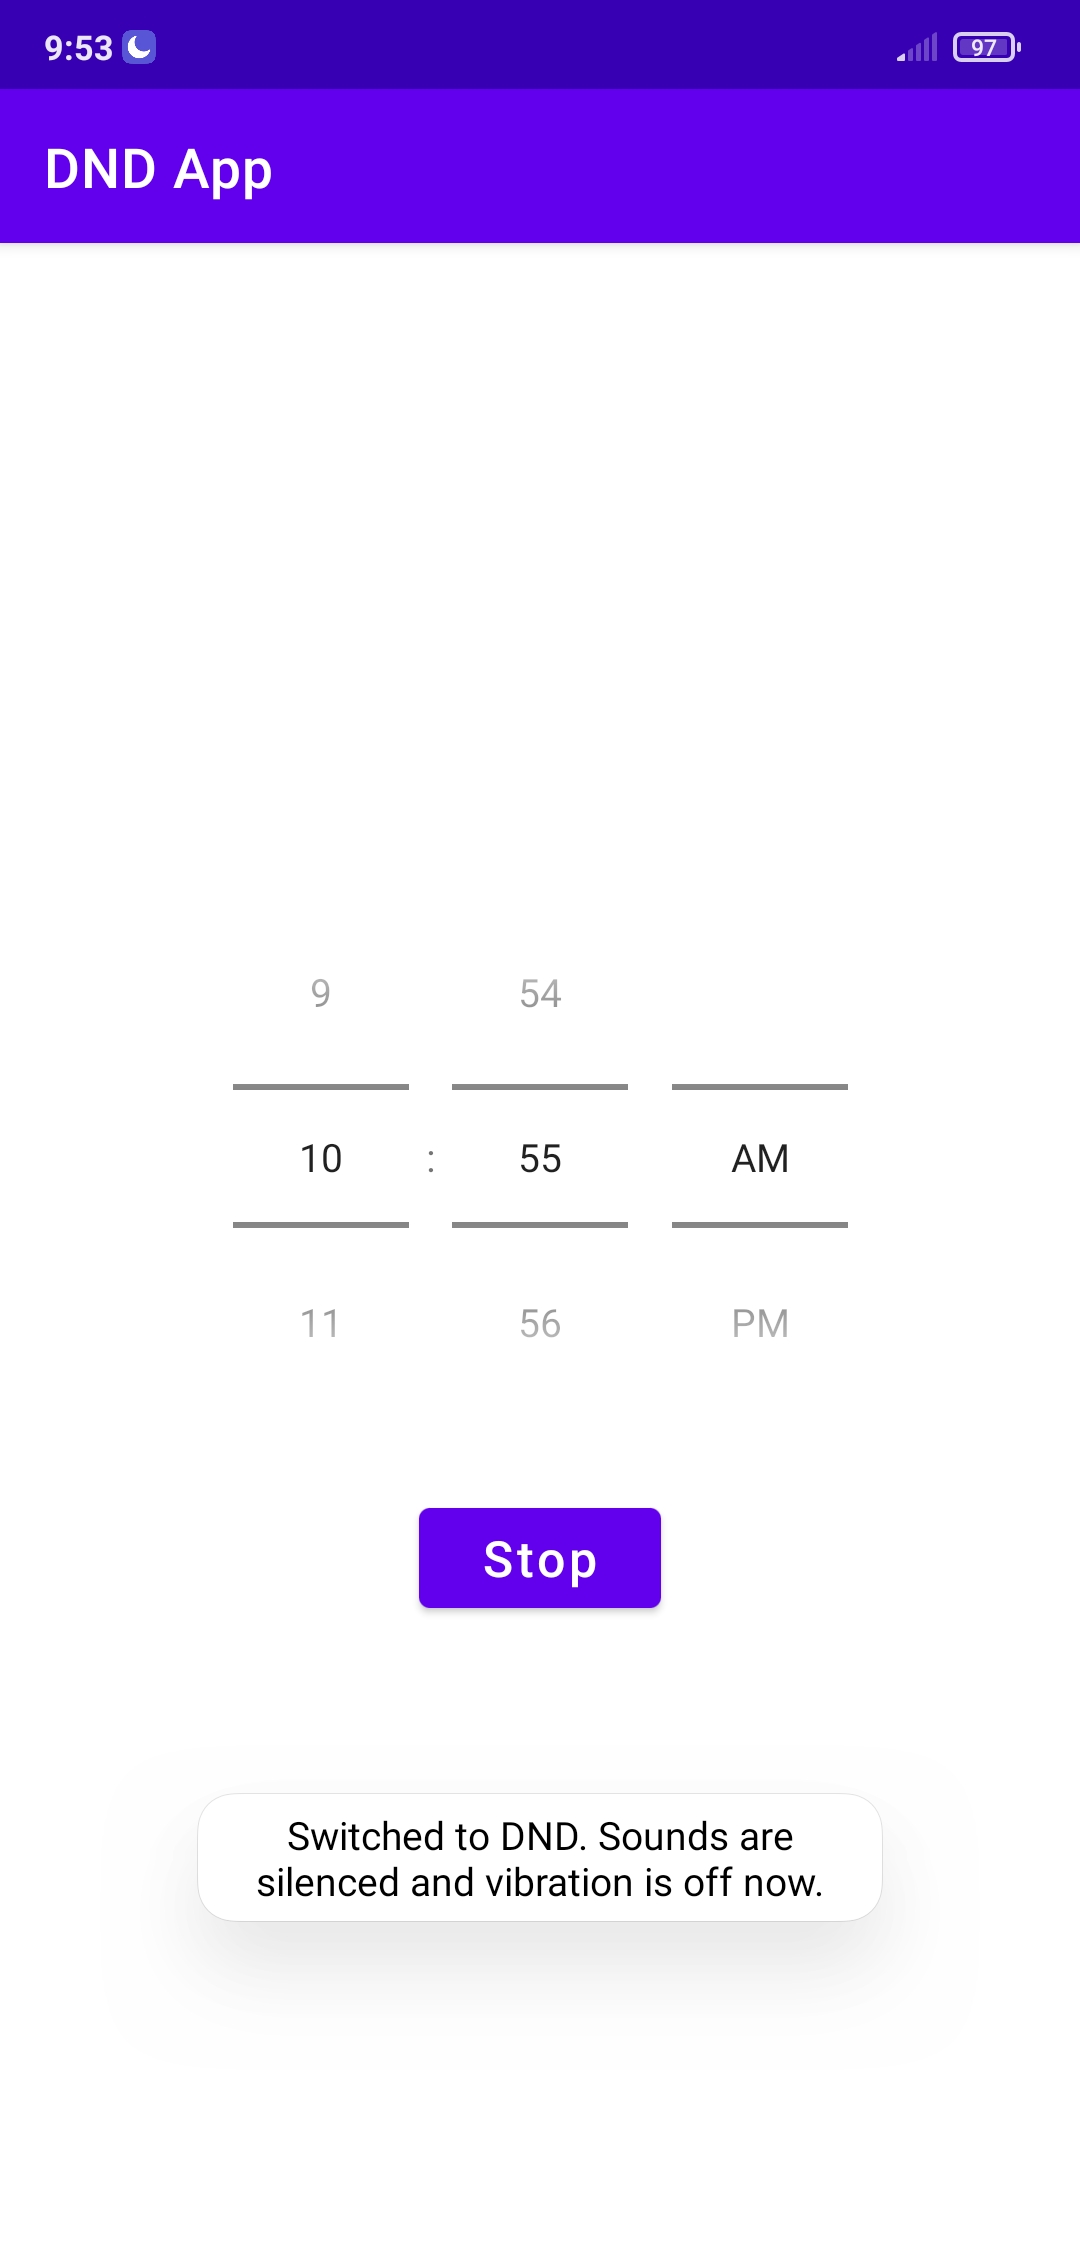 9:53
97
DND App
9 54
10 : 55 AM
11 56 PM
Stop
Switched to DND. Sounds are
silenced and vibration is off now.